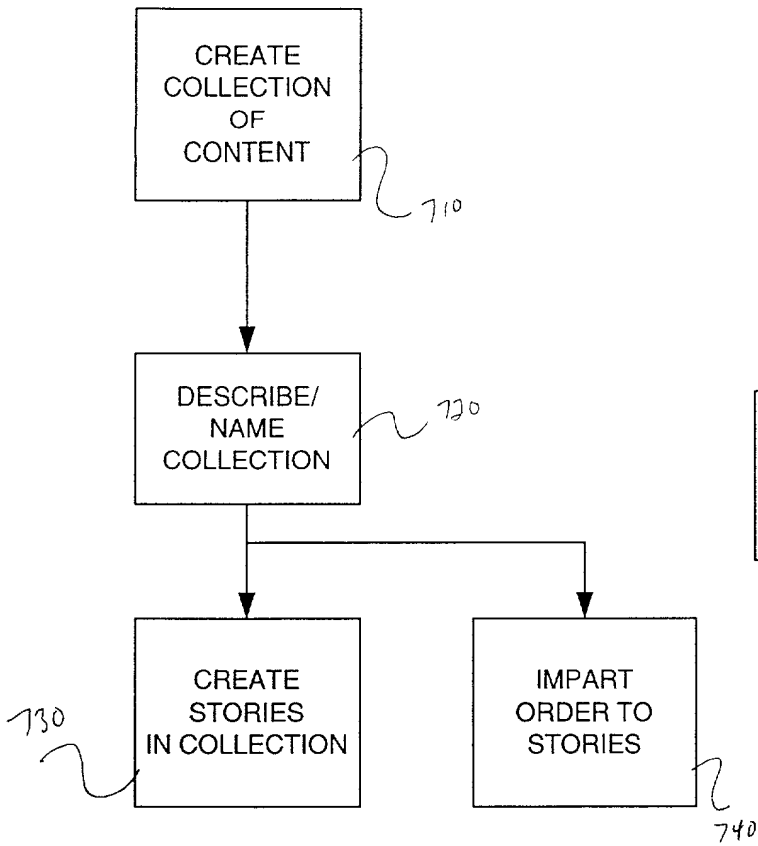 CREATE
COLLECTION
OF
CONTENT
710
DESCRIBE/
NAME
COLLECTION
720
CREATE
STORIES
IN COLLECTION
730
IMPART
ORDER TO
STORIES
740